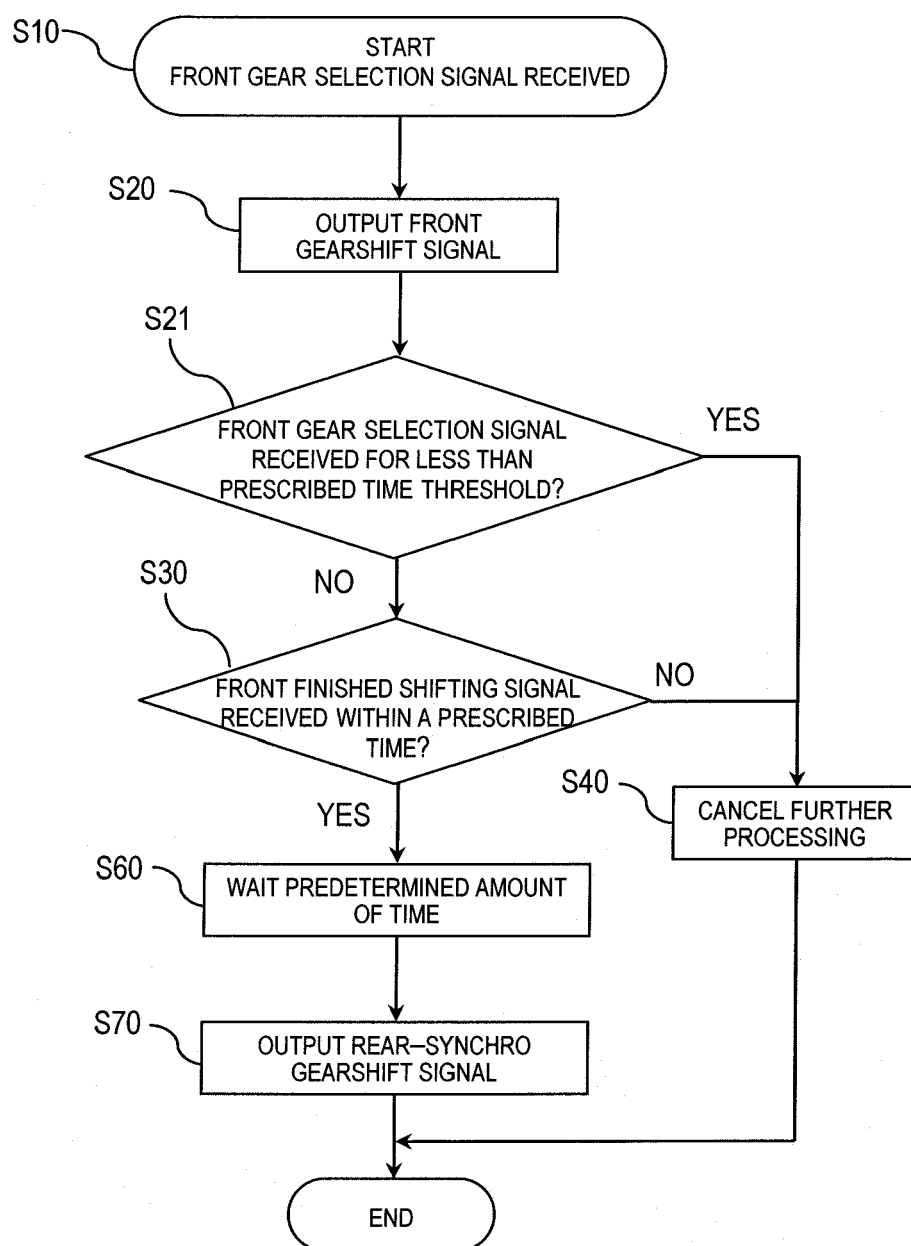 S10
START
FRONT GEAR SELECTION SIGNAL RECEIVED
S20
OUTPUT FRONT
GEARSHIFT SIGNAL
S21
FRONT GEAR SELECTION SIGNAL
RECEIVED FOR LESS THAN
PRESCRIBED TIME THRESHOLD?
YES
NO
S30
FRONT FINISHED SHIFTING SIGNAL
RECEIVED WITHIN A PRESCRIBED
TIME?
NO
YES
S40
CANCEL FURTHER
PROCESSING
S60
WAIT PREDETERMINED AMOUNT
OF TIME
S70
OUTPUT REAR–SYNCHRO
GEARSHIFT SIGNAL
END